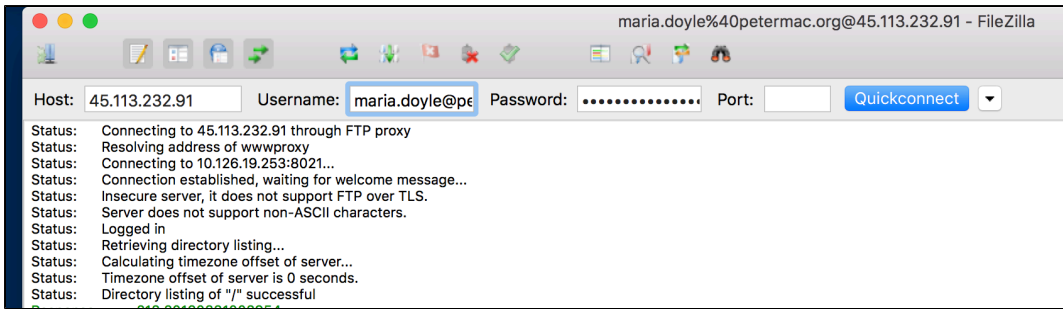 maria.doyle%40petermac.org@45.113.232.91 - FileZilla
Host: 45.113.232.91 Username: maria.doyle@pe Password: ••••••••••••••• Port: Quickconnect
Status: Connecting to 45.113.232.91 through FTP proxy
Status: Resolving address of wwwproxy
Status: Connecting to 10.126.19.253:8021...
Status: Connection established, waiting for welcome message...
Status: Insecure server, it does not support FTP over TLS.
Status: Server does not support non-ASCII characters.
Status: Logged in
Status: Retrieving directory listing...
Status: Calculating timezone offset of server...
Status: Timezone offset of server is 0 seconds.
Status: Directory listing of "/" successful